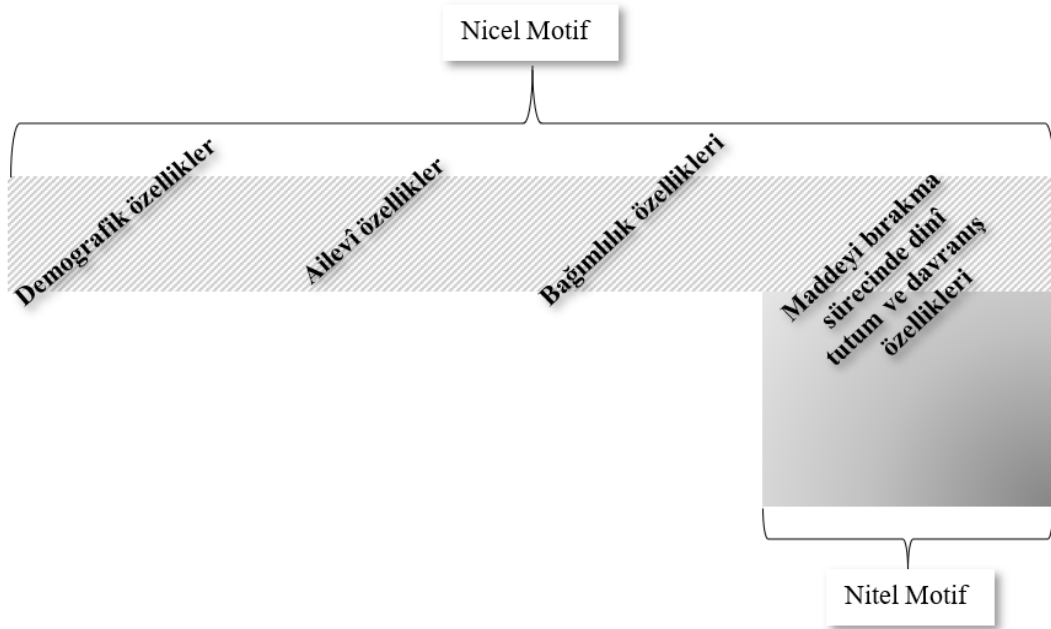 Nicel Motif
Demografik özellikler
Ailevî özellikler
Bağımlılık özellikleri
Maddeyi bırakma
sürecinde dinî
tutum ve davranış
özellikleri
Nitel Motif